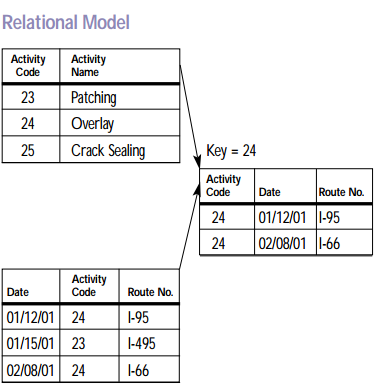 Relational Model
Activity Code Activity Name
23 Patching
24 Overlay
25 Crack Sealing
Key = 24
Activity Code Date Route No.
24 01/12/01 I-95
24 02/08/01 I-66
Date Activity Code Route No.
01/12/01 24 I-95
01/15/01 23 I-495
02/08/01 24 I-66